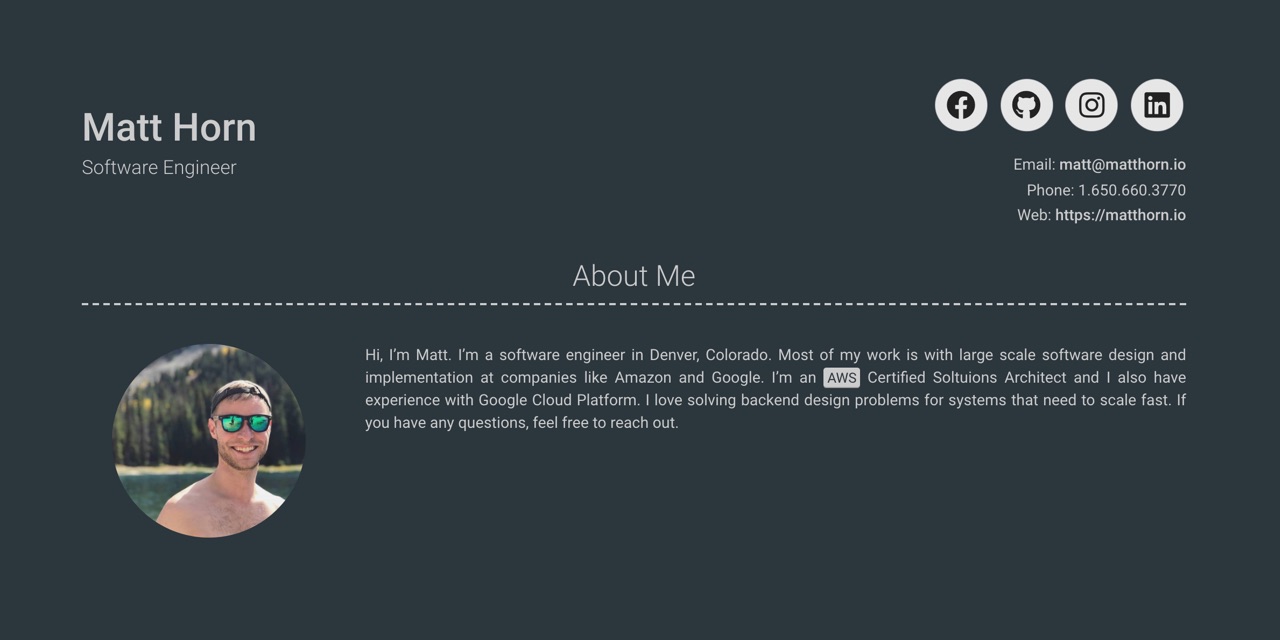 Matt Horn
Software Engineer
Email: matt@matthorn.io
Phone: 1.650.660.3770
Web: https://matthorn.io
About Me
Hi, I’m Matt. I’m a software engineer in Denver, Colorado. Most of my work is with large scale software design and
implementation at companies like Amazon and Google. I’m an AWS Certified Soltuions Architect and I also have
experience with Google Cloud Platform. I love solving backend design problems for systems that need to scale fast. If
you have any questions, feel free to reach out.